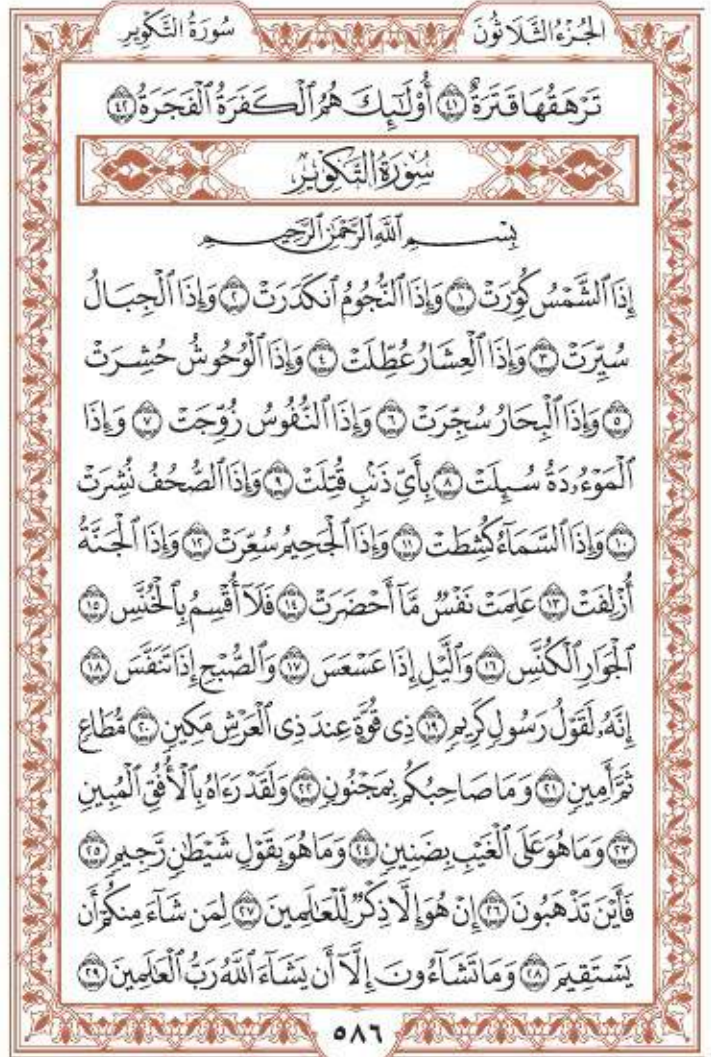 الجُزْءُ الثَّلَاثُونَ سُورَةُ التَّكْوِيرِ
تَرْهَقُهَا قَتَرَةٌ ٤١ أُوْلَٰٓئِكَ هُمُ ٱلْكَفَرَةُ ٱلْفَجَرَةُ ٤٢
سُورَةُ التَّكْوِيرِ
بِسْمِ ٱللَّهِ ٱلرَّحْمَٰنِ ٱلرَّحِيمِ
إِذَا ٱلشَّمْسُ كُوِّرَتْ ١ وَإِذَا ٱلنُّجُومُ ٱنكَدَرَتْ ٢ وَإِذَا ٱلْجِبَالُ
سُيِّرَتْ ٣ وَإِذَا ٱلْعِشَارُ عُطِّلَتْ ٤ وَإِذَا ٱلْوُحُوشُ حُشِرَتْ
٥ وَإِذَا ٱلْبِحَارُ سُجِّرَتْ ٦ وَإِذَا ٱلنُّفُوسُ زُوِّجَتْ ٧ وَإِذَا
ٱلْمَوْءُۥدَةُ سُئِلَتْ ٨ بِأَيِّ ذَنۢبٍ قُتِلَتْ ٩ وَإِذَا ٱلصُّحُفُ نُشِرَتْ
١٠ وَإِذَا ٱلسَّمَآءُ كُشِطَتْ ١١ وَإِذَا ٱلْجَحِيمُ سُعِّرَتْ ١٢ وَإِذَا ٱلْجَنَّةُ
أُزْلِفَتْ ١٣ عَلِمَتْ نَفْسٌ مَّآ أَحْضَرَتْ ١٤ فَلَآ أُقْسِمُ بِٱلْخُنَّسِ ١٥
ٱلْجَوَارِ ٱلْكُنَّسِ ١٦ وَٱلَّيْلِ إِذَا عَسْعَسَ ١٧ وَٱلصُّبْحِ إِذَا تَنَفَّسَ ١٨
إِنَّهُۥ لَقَوْلُ رَسُولٍ كَرِيمٍ ١٩ ذِى قُوَّةٍ عِندَ ذِى ٱلْعَرْشِ مَكِينٍ ٢٠ مُّطَاعٍ
ثَمَّ أَمِينٍ ٢١ وَمَا صَاحِبُكُم بِمَجْنُونٍ ٢٢ وَلَقَدْ رَءَاهُ بِٱلْأُفُقِ ٱلْمُبِينِ
٢٣ وَمَا هُوَ عَلَى ٱلْغَيْبِ بِضَنِينٍ ٢٤ وَمَا هُوَ بِقَوْلِ شَيْطَٰنٍ رَّجِيمٍ ٢٥
فَأَيْنَ تَذْهَبُونَ ٢٦ إِنْ هُوَ إِلَّا ذِكْرٌ لِّلْعَٰلَمِينَ ٢٧ لِمَن شَآءَ مِنكُمْ أَن
يَسْتَقِيمَ ٢٨ وَمَا تَشَآءُونَ إِلَّآ أَن يَشَآءَ ٱللَّهُ رَبُّ ٱلْعَٰلَمِينَ ٢٩
٥٨٦